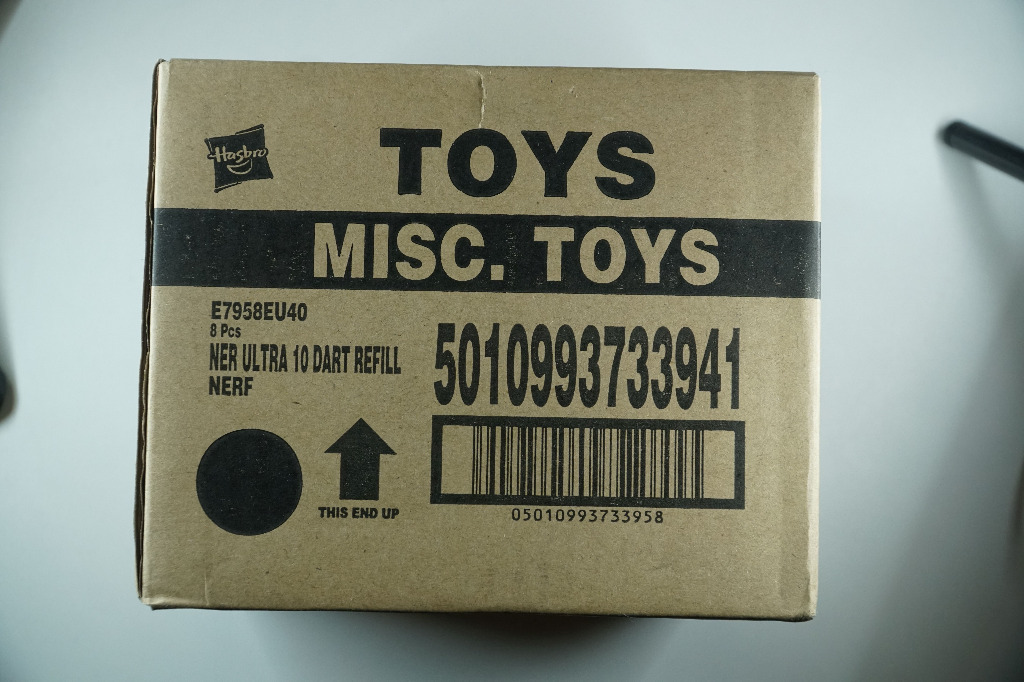 Hasbro
TOYS
MISC. TOYS
E7958EU40
8 Pcs
NER ULTRA 10 DART REFILL
NERF
5010993733941
THIS END UP
05010993733958